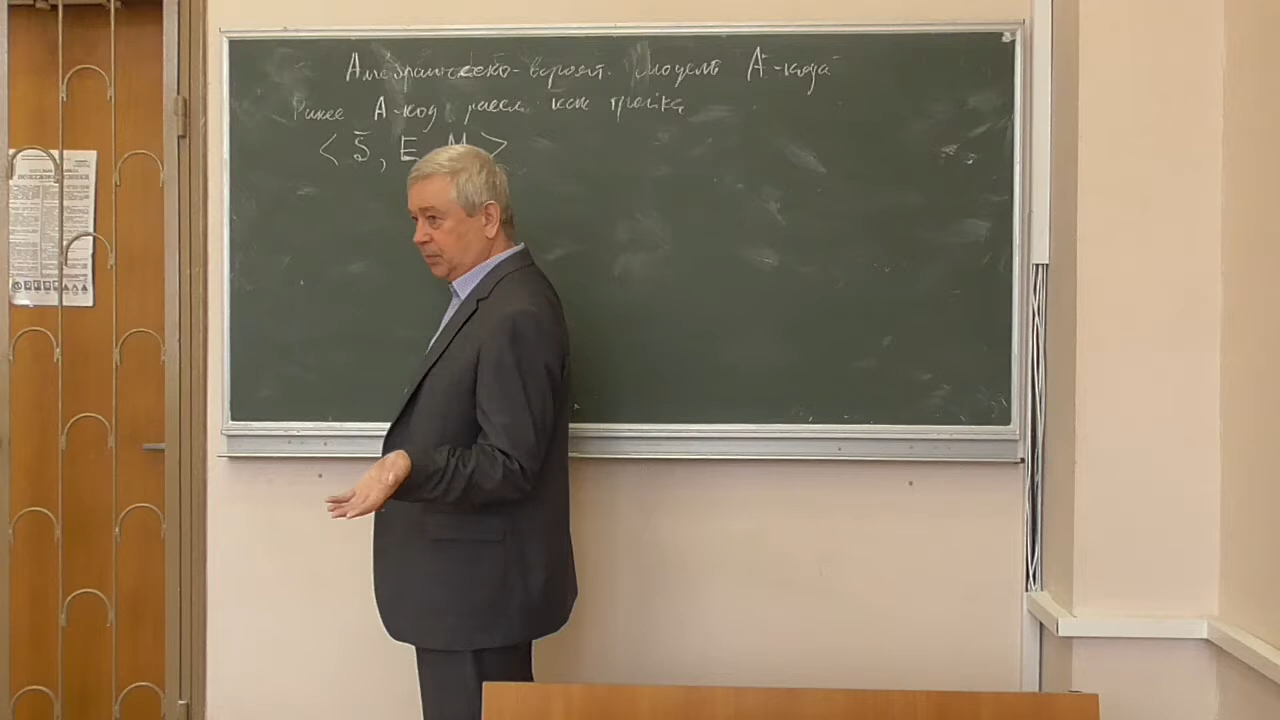 Алгебраическо-вероят. модель A-кода
Ранее A-код рассм как тройка
< S̄, E, M >